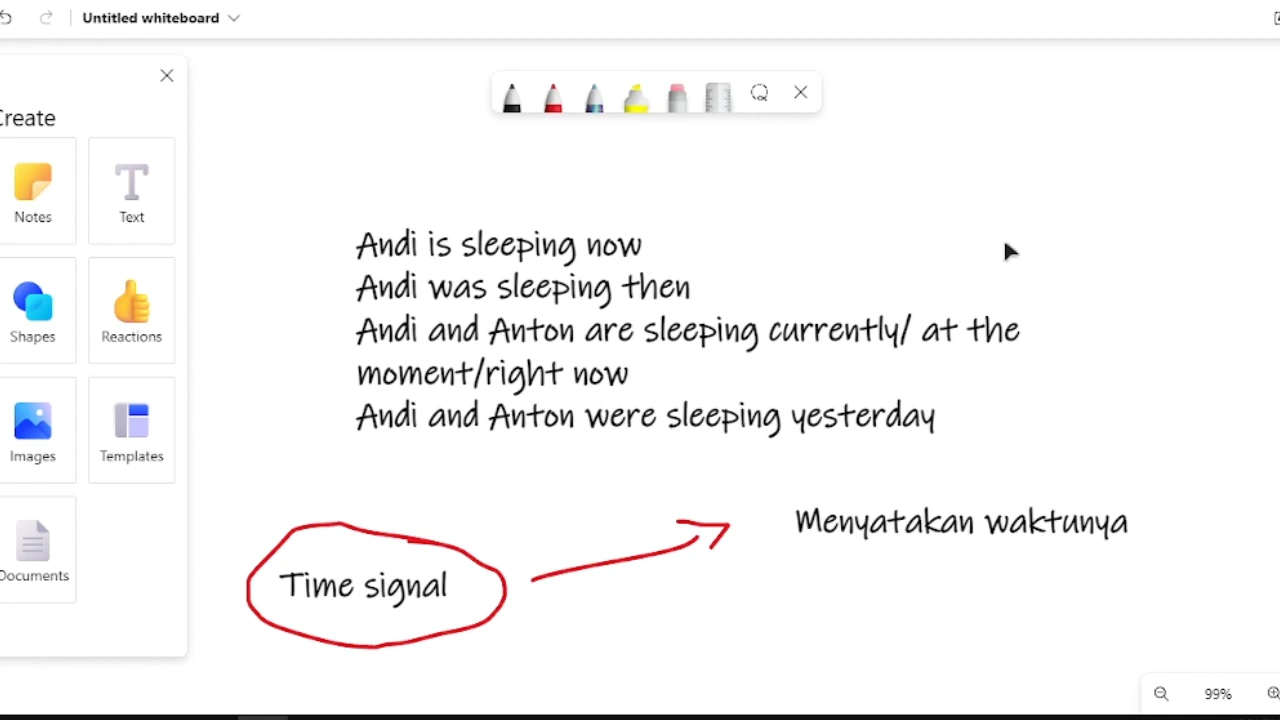 Untitled whiteboard
Create
Notes
Text
Shapes
Reactions
Images
Templates
Documents
Andi is sleeping now
Andi was sleeping then
Andi and Anton are sleeping currently/ at the
moment/right now
Andi and Anton were sleeping yesterday
Time signal
Menyatakan waktunya
99%